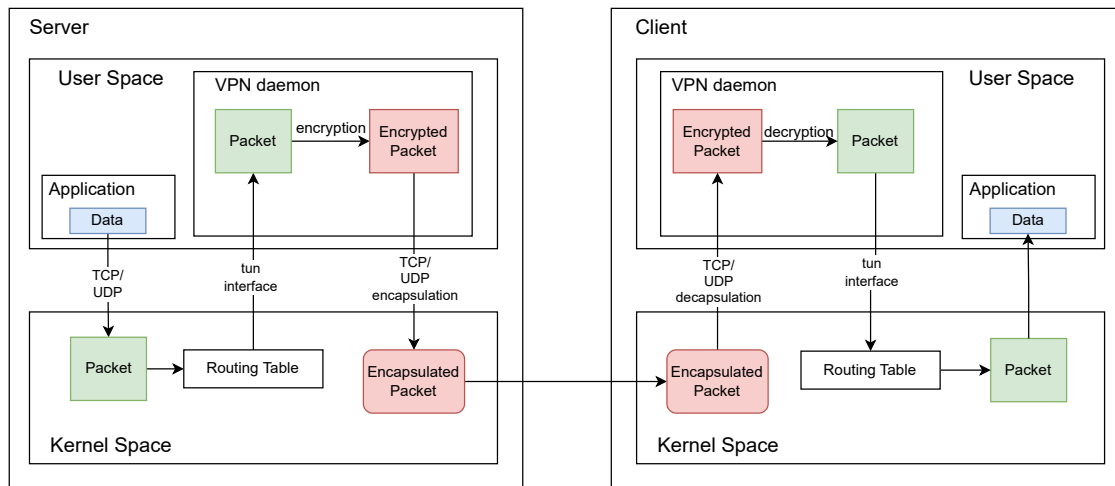 Server
User Space
VPN daemon
Packet
encryption
Encrypted
Packet
Application
Data
TCP/
UDP
tun
interface
TCP/
UDP
encapsulation
Packet
Routing Table
Encapsulated
Packet
Kernel Space
Client
VPN daemon
User Space
Encrypted
Packet
decryption
Packet
Application
Data
TCP/
UDP
decapsulation
tun
interface
Encapsulated
Packet
Routing Table
Packet
Kernel Space